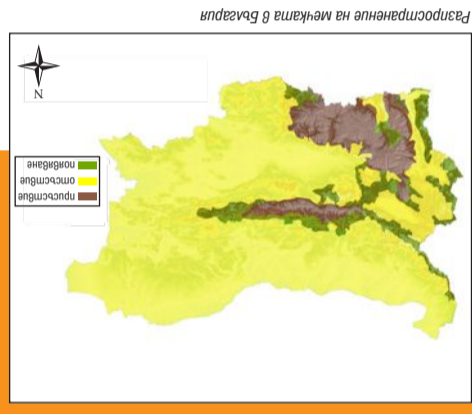 N
присъствие
отсъствие
появяване
Разпространение на мечката в България